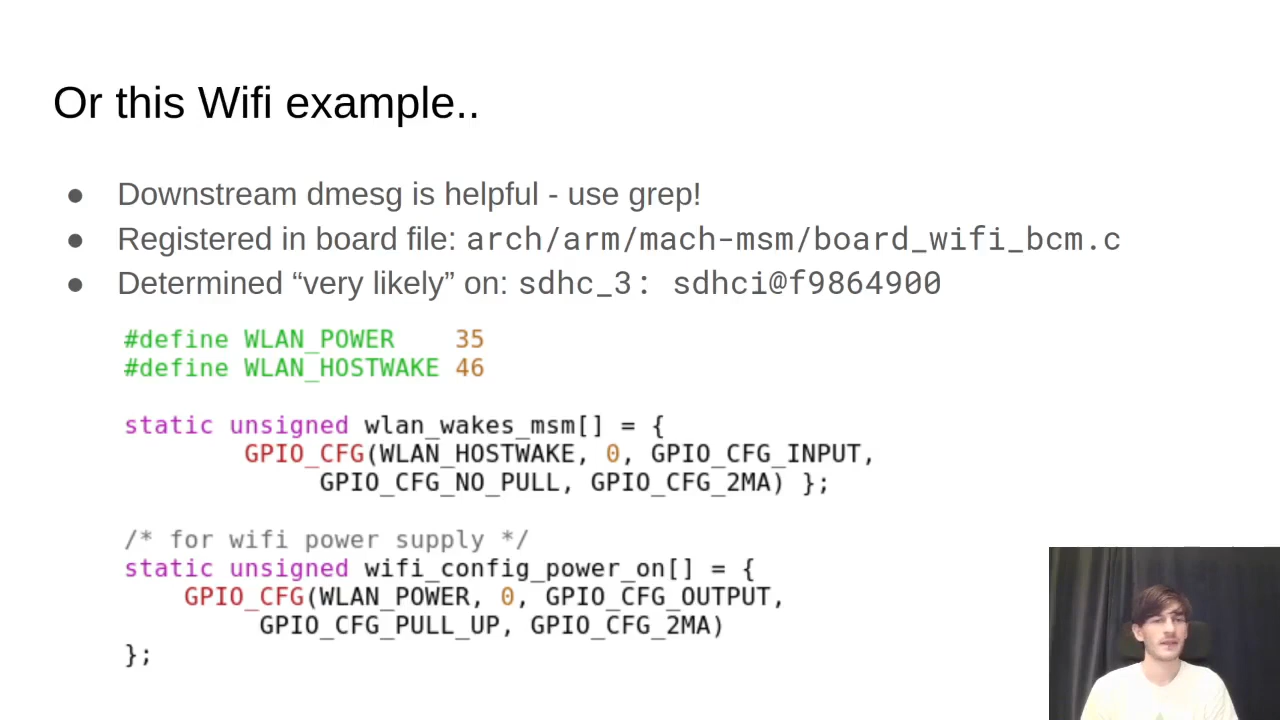 Or this Wifi example..
● Downstream dmesg is helpful - use grep!
● Registered in board file: arch/arm/mach-msm/board_wifi_bcm.c
● Determined “very likely” on: sdhc_3: sdhci@f9864900
#define WLAN_POWER    35
#define WLAN_HOSTWAKE 46
static unsigned wlan_wakes_msm[] = {
        GPIO_CFG(WLAN_HOSTWAKE, 0, GPIO_CFG_INPUT,
             GPIO_CFG_NO_PULL, GPIO_CFG_2MA) };
/* for wifi power supply */
static unsigned wifi_config_power_on[] = {
    GPIO_CFG(WLAN_POWER, 0, GPIO_CFG_OUTPUT,
         GPIO_CFG_PULL_UP, GPIO_CFG_2MA)
};